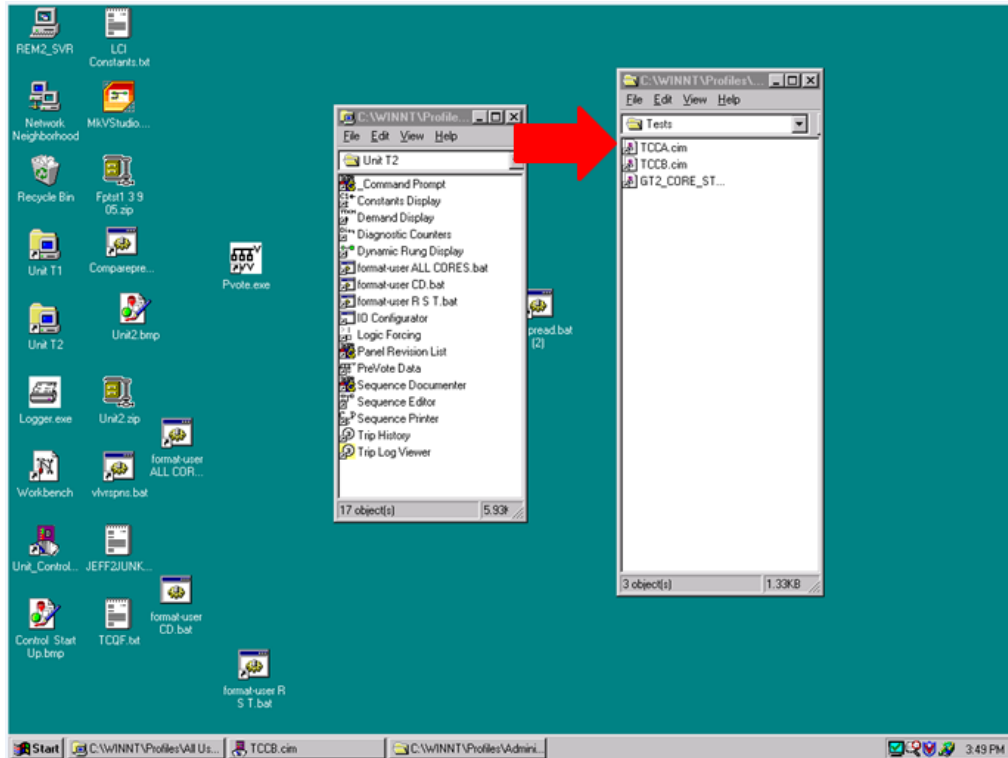 REM2_SVR
LCI
Constants.txt
Network
Neighborhood
MkVStudio...
Recycle Bin
Fptst1 3 9
05.zip
Unit T1
Comparepre...
Pvote.exe
Unit T2
Unit2.bmp
Logger.exe
Unit2.zip
format-user
ALL COR...
Workbench
vlvrspns.bat
Unit_Control...
JEFF2JUNK...
format-user
CD.bat
Control Start
Up.bmp
TCQF.txt
format-user R
S T.bat
pread.bat
(2)
C:\WINNT\Profile...
File Edit View Help
Unit T2
_Command Prompt
Constants Display
Demand Display
Diagnostic Counters
Dynamic Rung Display
format-user ALL CORES.bat
format-user CD.bat
format-user R S T.bat
IO Configurator
Logic Forcing
Panel Revision List
PreVote Data
Sequence Documenter
Sequence Editor
Sequence Printer
Trip History
Trip Log Viewer
17 object(s) 5.93K
C:\WINNT\Profiles\...
File Edit View Help
Tests
TCCA.cim
TCCB.cim
GT2_CORE_ST...
3 object(s) 1.33KB
Start C:\WINNT\Profiles\All Us... TCCB.cim C:\WINNT\Profiles\Admini... 3:49 PM